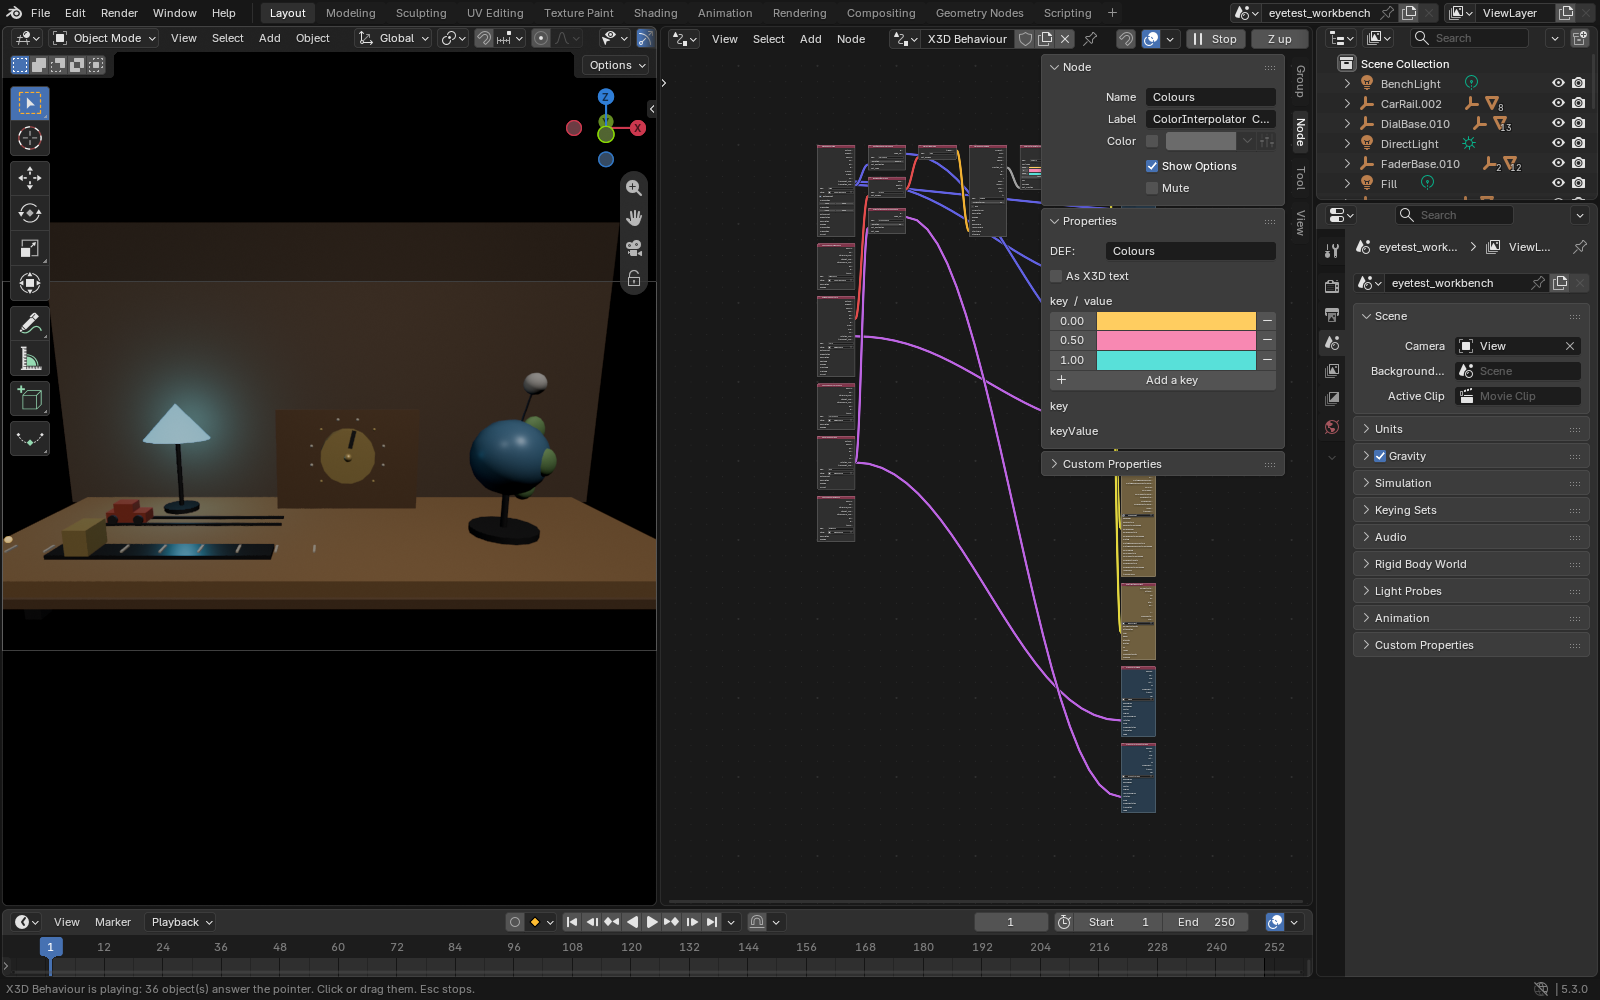 File Edit Render Window Help Layout Modeling Sculpting UV Editing Texture Paint Shading Animation Rendering Compositing Geometry Nodes Scripting + eyetest_workbench ViewLayer
Object Mode View Select Add Object Global
Options
View Select Add Node X3D Behaviour Stop Z up
Z
X
Node
Name Colours
Label ColorInterpolator C...
Color
Show Options
Mute
Properties
DEF: Colours
As X3D text
key / value
0.00
0.50
1.00
Add a key
key
keyValue
Custom Properties
Group
Node
Tool
View
Search
Scene Collection
BenchLight
CarRail.002 8
DialBase.010 13
DirectLight
FaderBase.010 2 12
Fill
Search
eyetest_work... ViewL...
eyetest_workbench
Scene
Camera View
Background... Scene
Active Clip Movie Clip
Units
Gravity
Simulation
Keying Sets
Audio
Rigid Body World
Light Probes
Animation
Custom Properties
View Marker Playback 1 Start 1 End 250
1 12 24 36 48 60 72 84 96 108 120 132 144 156 168 180 192 204 216 228 240 252
X3D Behaviour is playing: 36 object(s) answer the pointer. Click or drag them. Esc stops. 5.3.0